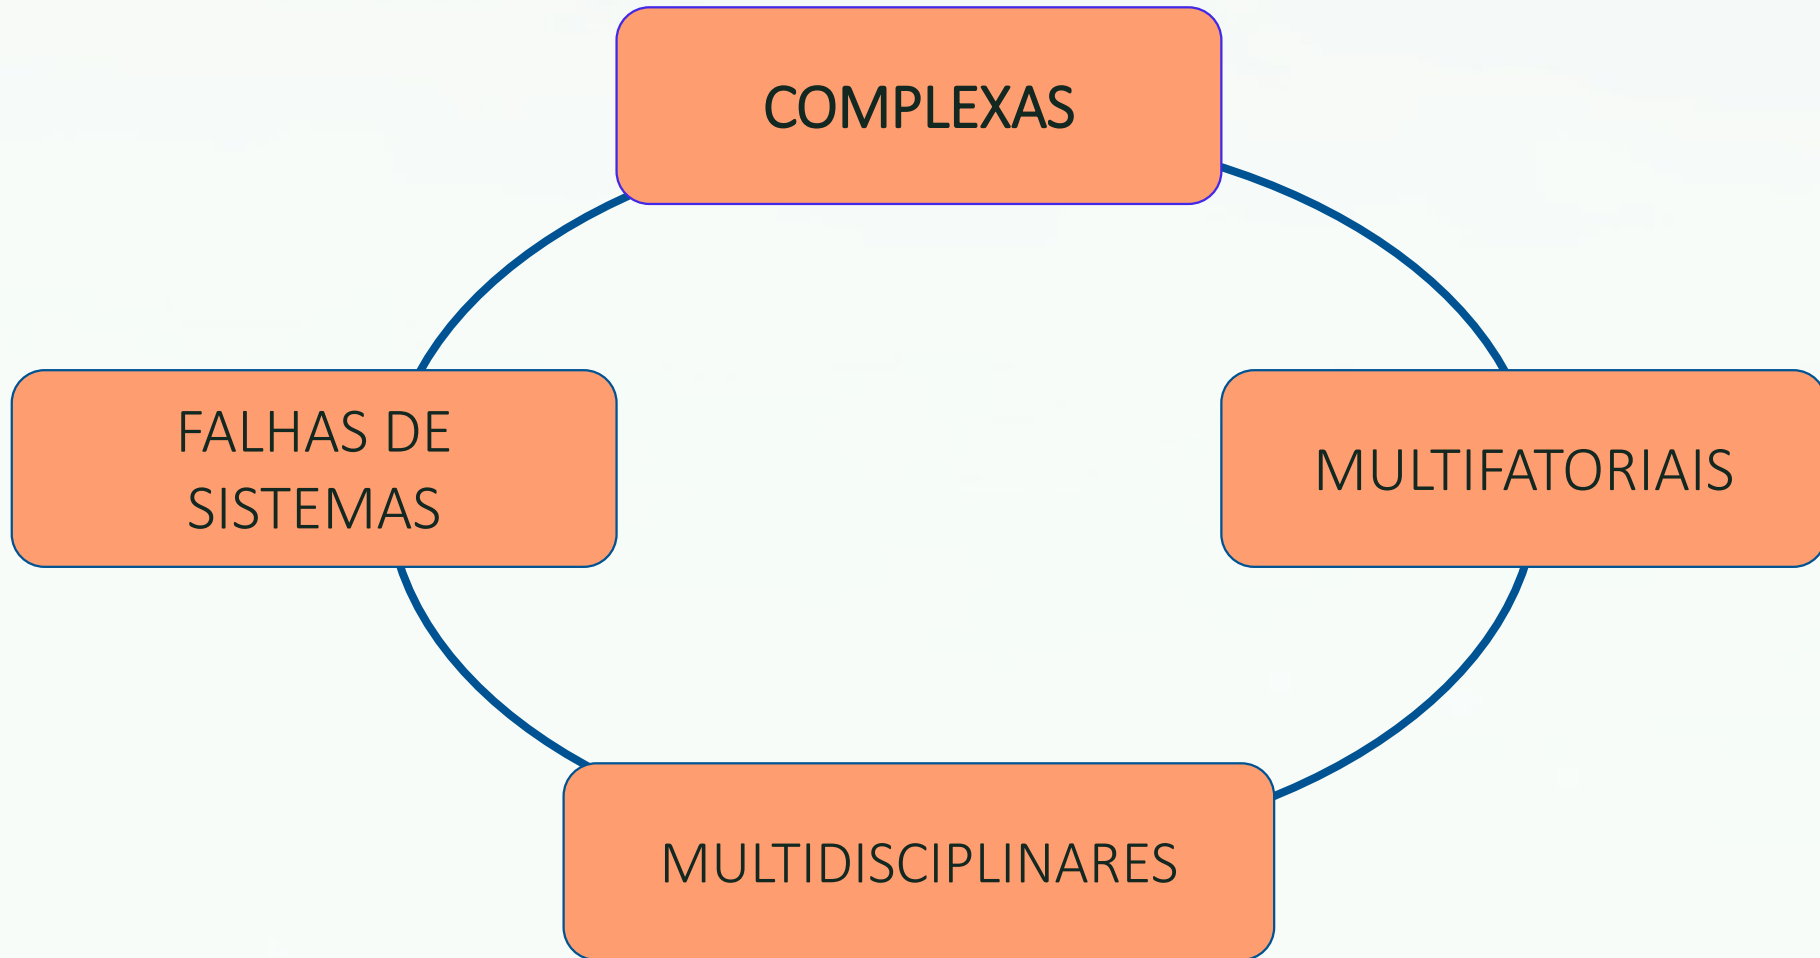 COMPLEXAS
FALHAS DE
SISTEMAS
MULTIFATORIAIS
MULTIDISCIPLINARES